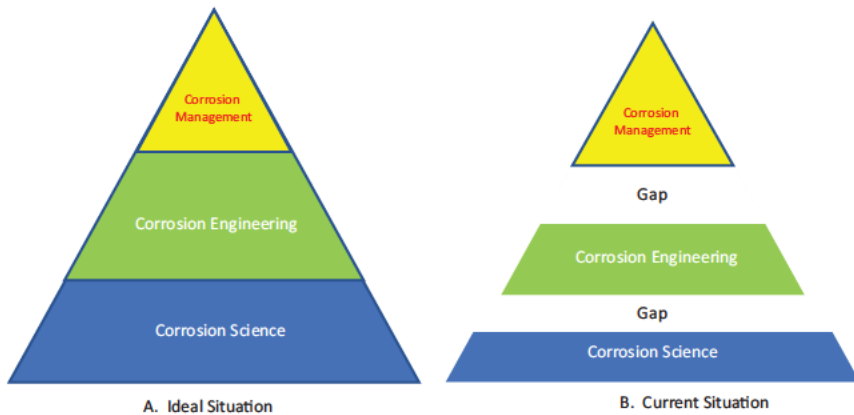 Corrosion
Management
Corrosion Engineering
Corrosion Science
A. Ideal Situation
Corrosion
Management
Gap
Corrosion Engineering
Gap
Corrosion Science
B. Current Situation